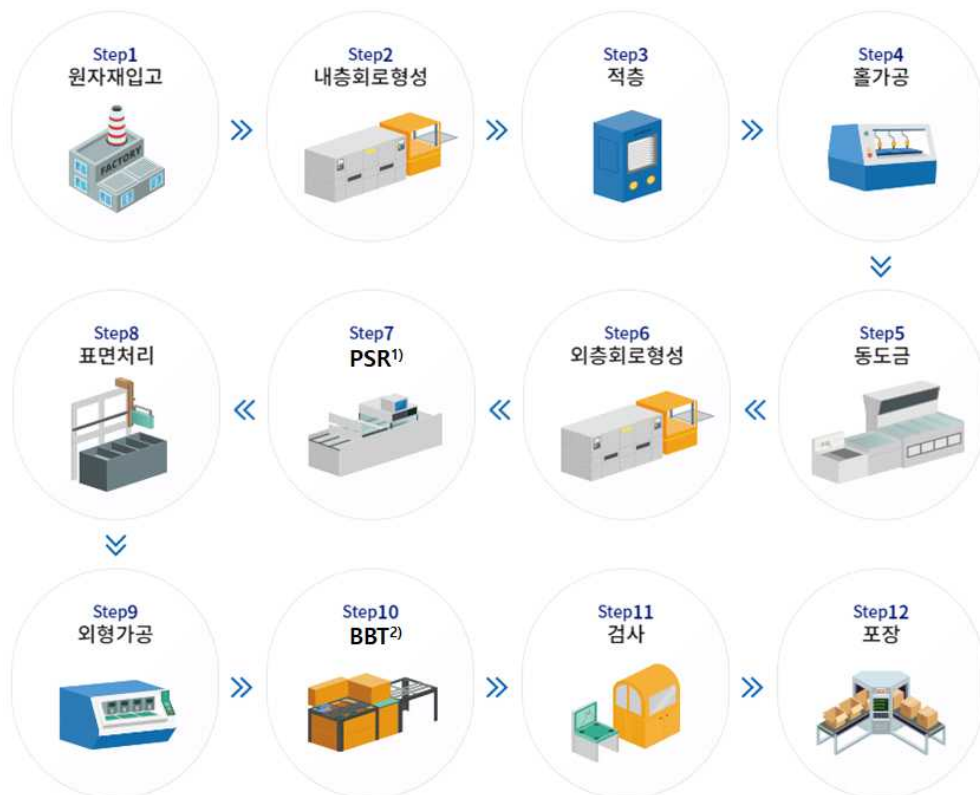 Step1
원자재입고
FACTORY
Step2
내층회로형성
Step3
적층
Step4
홀가공
Step5
동도금
Step6
외층회로형성
Step7
PSR1)
Step8
표면처리
Step9
외형가공
Step10
BBT2)
Step11
검사
Step12
포장